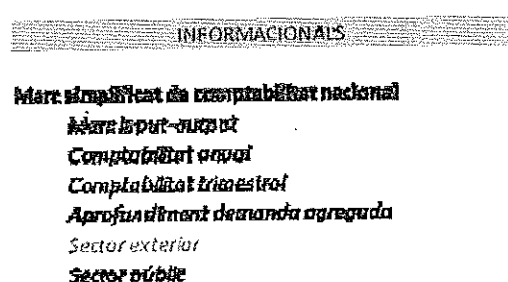 INFORMACIONALS
Marc simplificat de comptabilitat nacional
Marc Input-output
Comptabilitat anual
Comptabilitat trimestral
Aprofundiment demanda agregada
Sector exterior
Sector públic